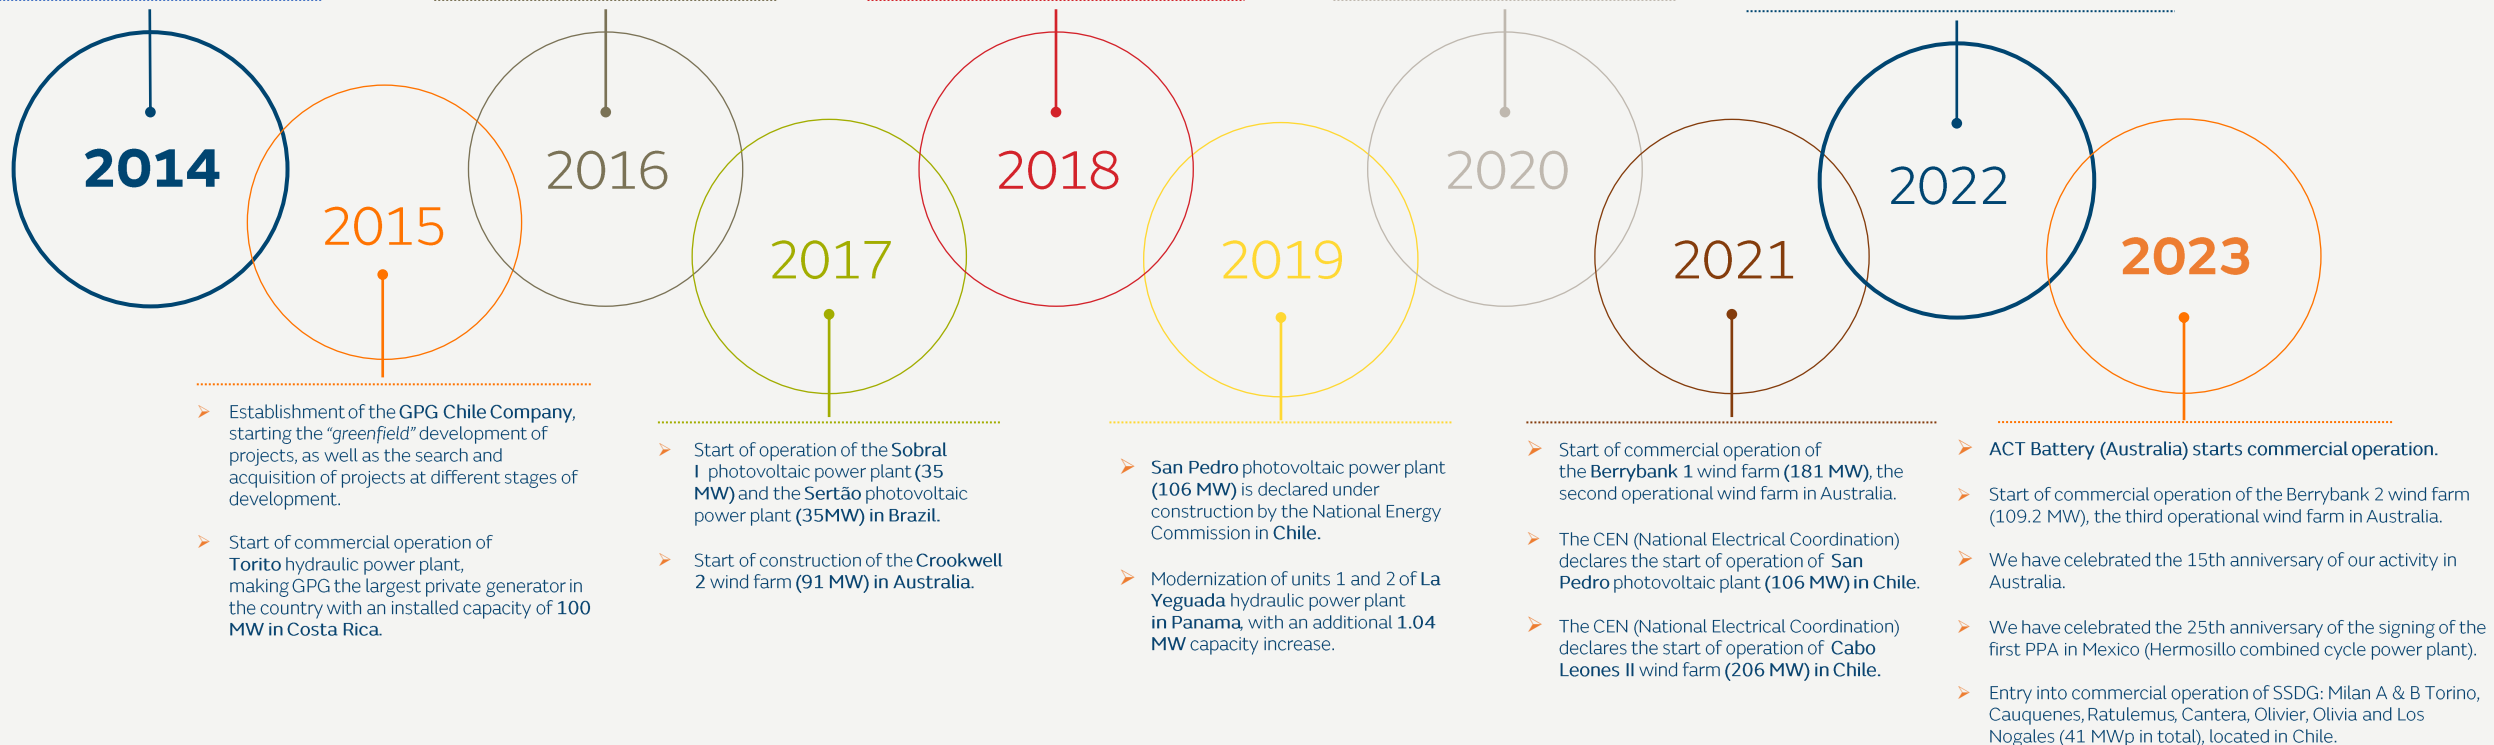 2014
2015
2016
2017
2018
2019
2020
2021
2022
2023
Establishment of the GPG Chile Company,
starting the “greenfield” development of
projects, as well as the search and
acquisition of projects at different stages of
development.
Start of commercial operation of
Torito hydraulic power plant,
making GPG the largest private generator in
the country with an installed capacity of 100
MW in Costa Rica.
Start of operation of the Sobral
I photovoltaic power plant (35
MW) and the Sertão photovoltaic
power plant (35MW) in Brazil.
Start of construction of the Crookwell
2 wind farm (91 MW) in Australia.
San Pedro photovoltaic power plant
(106 MW) is declared under
construction by the National Energy
Commission in Chile.
Modernization of units 1 and 2 of La
Yeguada hydraulic power plant
in Panama, with an additional 1.04
MW capacity increase.
Start of commercial operation of
the Berrybank 1 wind farm (181 MW), the
second operational wind farm in Australia.
The CEN (National Electrical Coordination)
declares the start of operation of San
Pedro photovoltaic plant (106 MW) in Chile.
The CEN (National Electrical Coordination)
declares the start of operation of Cabo
Leones II wind farm (206 MW) in Chile.
ACT Battery (Australia) starts commercial operation.
Start of commercial operation of the Berrybank 2 wind farm
(109.2 MW), the third operational wind farm in Australia.
We have celebrated the 15th anniversary of our activity in
Australia.
We have celebrated the 25th anniversary of the signing of the
first PPA in Mexico (Hermosillo combined cycle power plant).
Entry into commercial operation of SSDG: Milan A & B Torino,
Cauquenes, Ratulemus, Cantera, Olivier, Olivia and Los
Nogales (41 MWp in total), located in Chile.